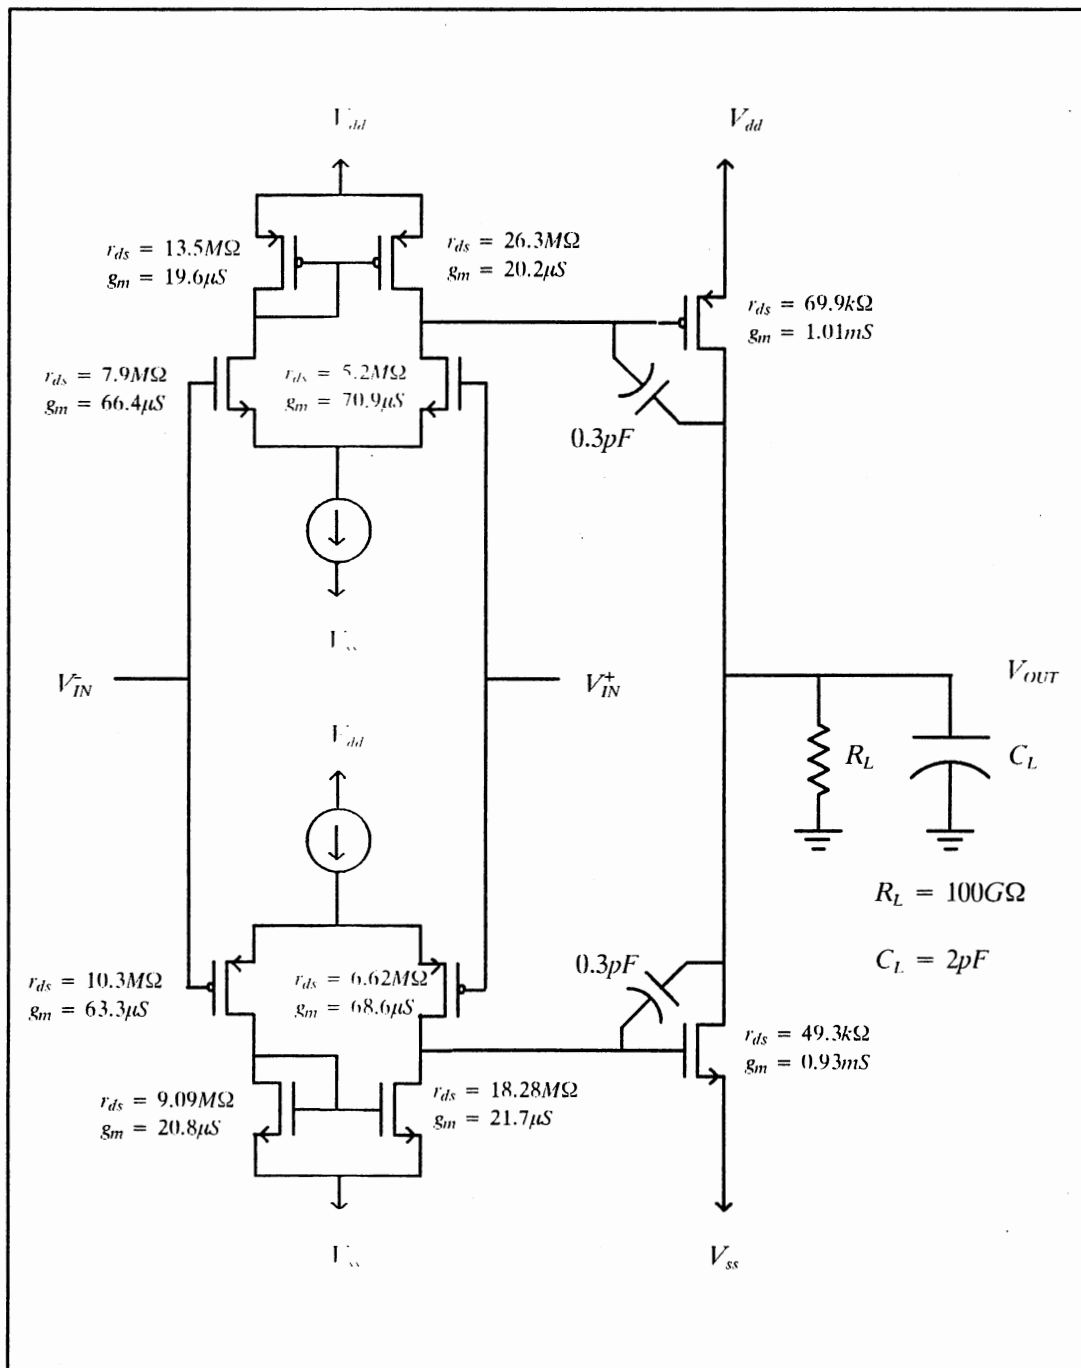 V_dd
V_dd
r_ds = 13.5MΩ
g_m = 19.6μS
r_ds = 26.3MΩ
g_m = 20.2μS
r_ds = 69.9kΩ
g_m = 1.01mS
r_ds = 7.9MΩ
g_m = 66.4μS
r_ds = 5.2MΩ
g_m = 70.9μS
0.3pF
V_IN^-
V_IN^+
V_OUT
V_dd
R_L
C_L
R_L = 100GΩ
C_L = 2pF
0.3pF
r_ds = 10.3MΩ
g_m = 63.3μS
r_ds = 6.62MΩ
g_m = 68.6μS
r_ds = 49.3kΩ
g_m = 0.93mS
r_ds = 9.09MΩ
g_m = 20.8μS
r_ds = 18.28MΩ
g_m = 21.7μS
V_ss